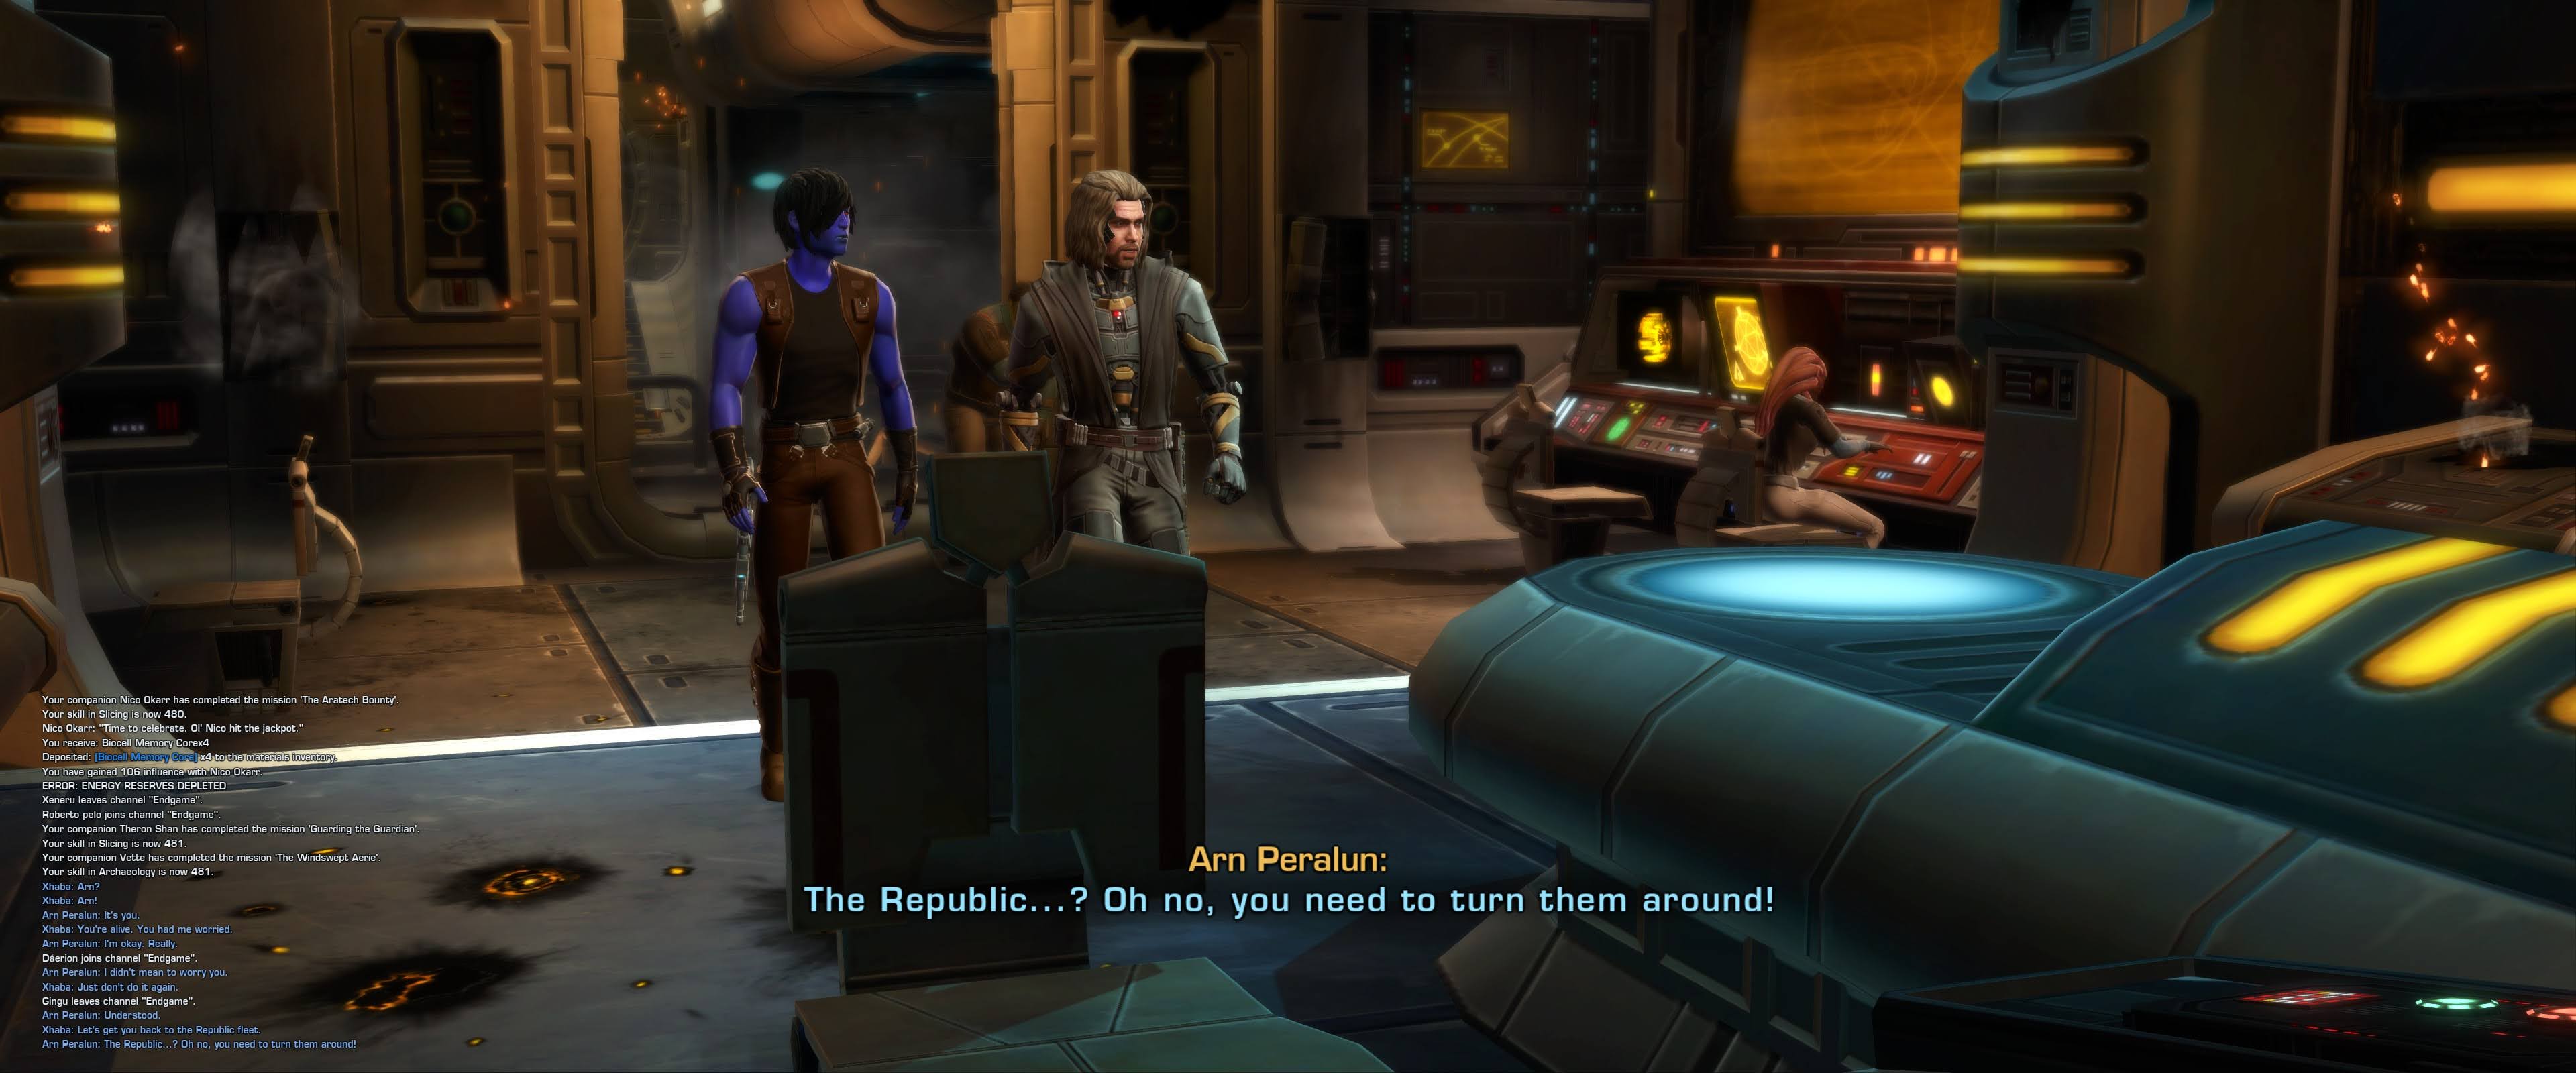 Your companion Nico Okarr has completed the mission 'The Aratech Bounty'.
Your skill in Slicing is now 480.
Nico Okarr: "Time to celebrate. Ol' Nico hit the jackpot."
You receive: Biocell Memory Corex4
Deposited: [Biocell Memory Core] x4 to the materials inventory.
You have gained 106 influence with Nico Okarr.
ERROR: ENERGY RESERVES DEPLETED
Xeneru leaves channel "Endgame".
Roberto pelo joins channel "Endgame".
Your companion Theron Shan has completed the mission 'Guarding the Guardian'.
Your skill in Slicing is now 481.
Your companion Vette has completed the mission 'The Windswept Aerie'.
Your skill in Archaeology is now 481.
Xhaba: Arn?
Xhaba: Arn!
Arn Peralun: It's you.
Xhaba: You're alive. You had me worried.
Arn Peralun: I'm okay. Really.
Dáerion joins channel "Endgame".
Arn Peralun: I didn't mean to worry you.
Xhaba: Just don't do it again.
Gingu leaves channel "Endgame".
Arn Peralun: Understood.
Xhaba: Let's get you back to the Republic fleet.
Arn Peralun: The Republic...? Oh no, you need to turn them around!
Arn Peralun:
The Republic...? Oh no, you need to turn them around!